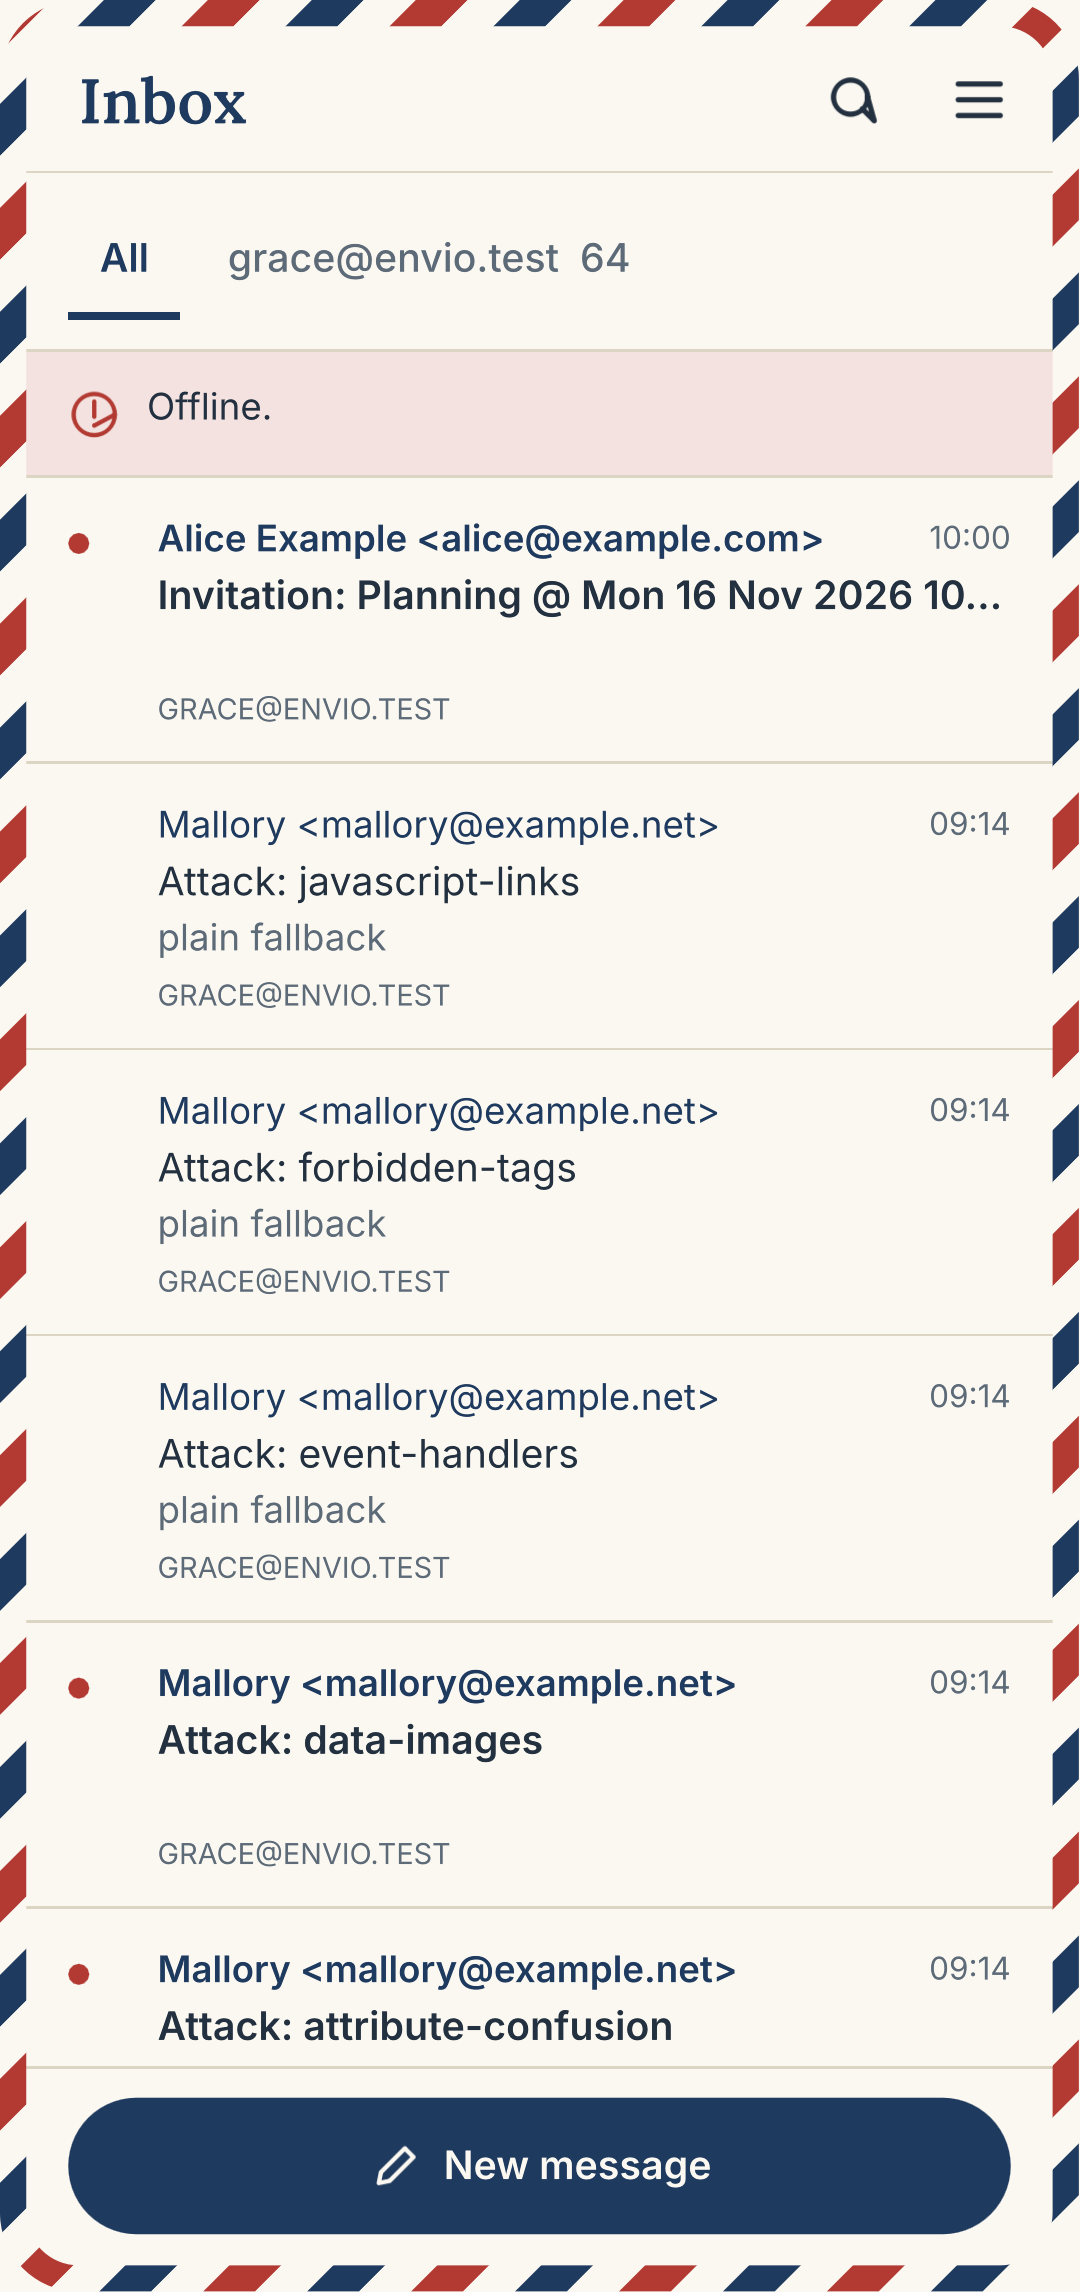 Inbox
All
grace@envio.test 64
Offline.
Alice Example <alice@example.com> 10:00
Invitation: Planning @ Mon 16 Nov 2026 10...
GRACE@ENVIO.TEST
Mallory <mallory@example.net> 09:14
Attack: javascript-links
plain fallback
GRACE@ENVIO.TEST
Mallory <mallory@example.net> 09:14
Attack: forbidden-tags
plain fallback
GRACE@ENVIO.TEST
Mallory <mallory@example.net> 09:14
Attack: event-handlers
plain fallback
GRACE@ENVIO.TEST
Mallory <mallory@example.net> 09:14
Attack: data-images
GRACE@ENVIO.TEST
Mallory <mallory@example.net> 09:14
Attack: attribute-confusion
New message